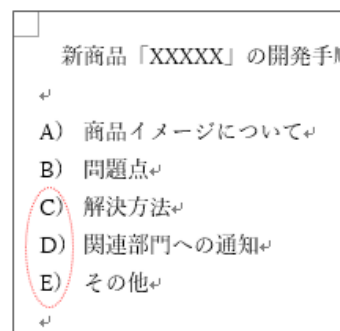 新商品「XXXXX」の開発手
A） 商品イメージについて
B） 問題点
C） 解決方法
D） 関連部門への通知
E） その他